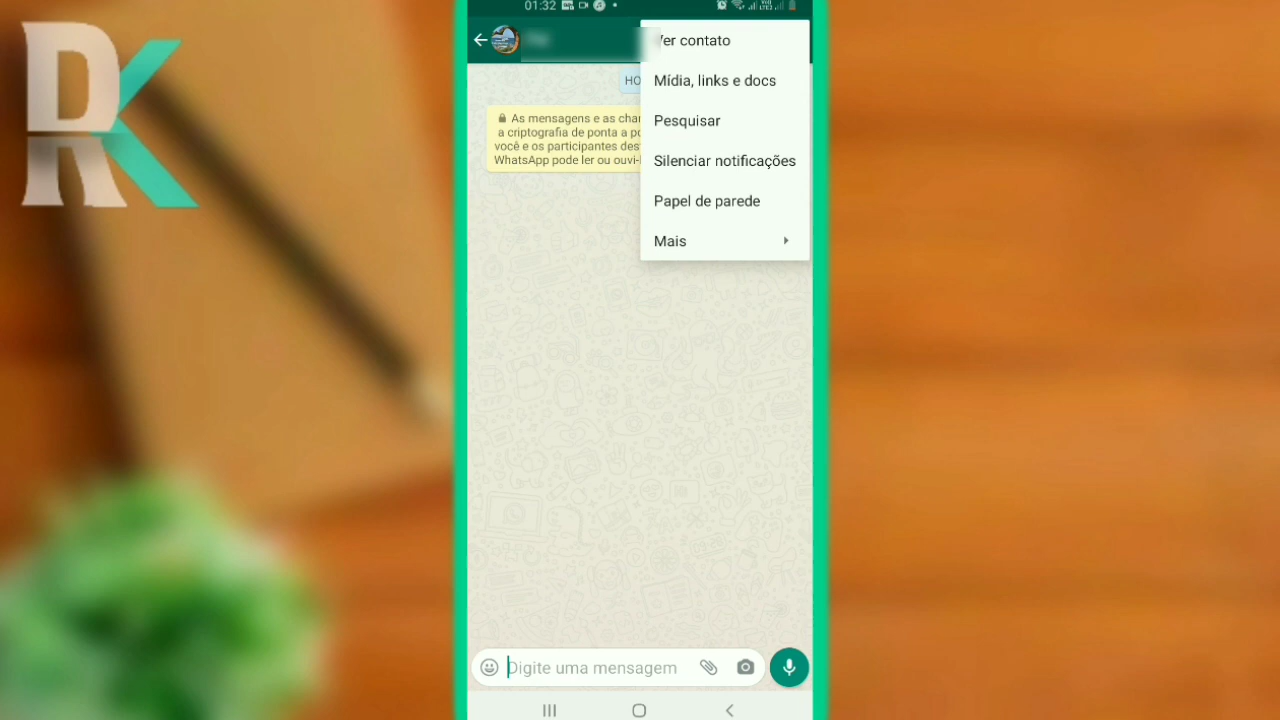 DK
R
01:32
Ver contato
HO
Mídia, links e docs
As mensagens e as cha
a criptografia de ponta a po
você e os participantes des
WhatsApp pode ler ou ouvi-
Pesquisar
Silenciar notificações
Papel de parede
Mais
Digite uma mensagem